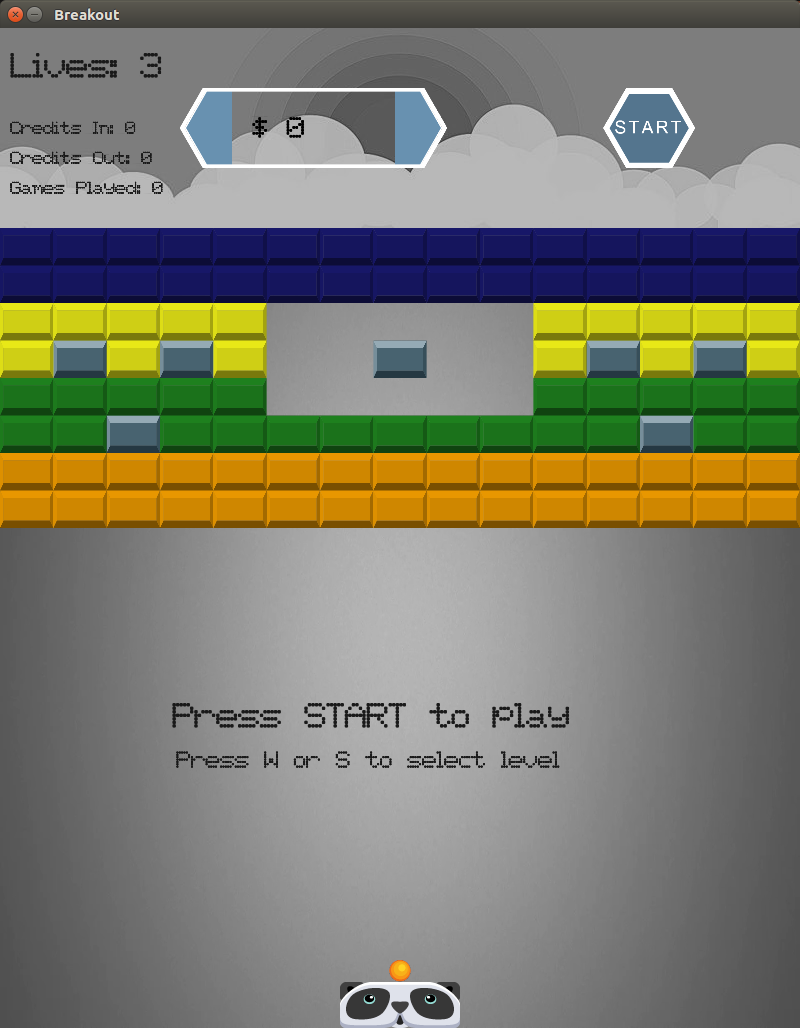 Breakout
Lives: 3
$ 0
START
Credits In: 0
Credits Out: 0
Games Played: 0
Press START to play
Press W or S to select level